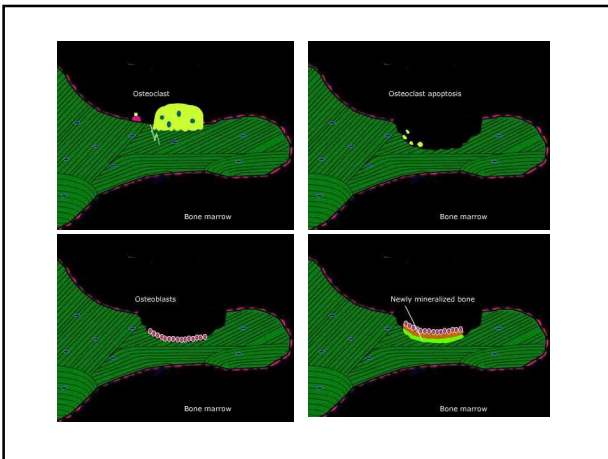 Osteoclast
Bone marrow
Osteoclast apoptosis
Bone marrow
Osteoblasts
Bone marrow
Newly mineralized bone
Bone marrow